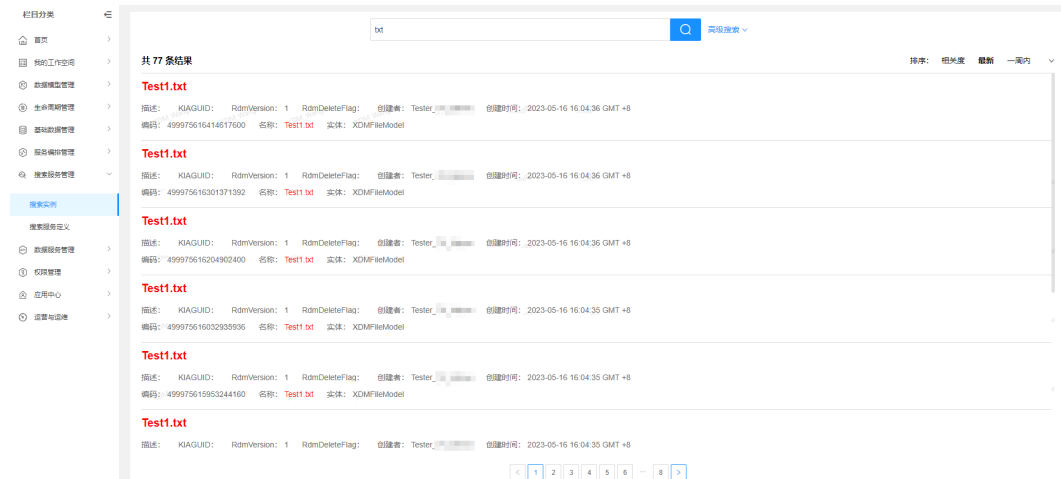 栏目分类
首页
我的工作空间
数据模型管理
生命周期管理
基础数据管理
服务编排管理
搜索服务管理
搜索实例
搜索服务定义
数据服务管理
权限管理
应用中心
运营与运维
txt
高级搜索
共 77 条结果
排序： 相关度 最新 一周内
Test1.txt
描述： KIAGUID： RdmVersion： 1 RdmDeleteFlag： 创建者： Tester_ 创建时间： 2023-05-16 16:04:36 GMT +8
编码： 499975616414617600 名称： Test1.txt 实体： XDMFileModel
Test1.txt
描述： KIAGUID： RdmVersion： 1 RdmDeleteFlag： 创建者： Tester_ 创建时间： 2023-05-16 16:04:36 GMT +8
编码： 499975616301371392 名称： Test1.txt 实体： XDMFileModel
Test1.txt
描述： KIAGUID： RdmVersion： 1 RdmDeleteFlag： 创建者： Tester_ 创建时间： 2023-05-16 16:04:36 GMT +8
编码： 499975616204902400 名称： Test1.txt 实体： XDMFileModel
Test1.txt
描述： KIAGUID： RdmVersion： 1 RdmDeleteFlag： 创建者： Tester_ 创建时间： 2023-05-16 16:04:35 GMT +8
编码： 499975616032935936 名称： Test1.txt 实体： XDMFileModel
Test1.txt
描述： KIAGUID： RdmVersion： 1 RdmDeleteFlag： 创建者： Tester_ 创建时间： 2023-05-16 16:04:35 GMT +8
编码： 499975615953244160 名称： Test1.txt 实体： XDMFileModel
Test1.txt
描述： KIAGUID： RdmVersion： 1 RdmDeleteFlag： 创建者： Tester_ 创建时间： 2023-05-16 16:04:35 GMT +8
< 1 2 3 4 5 6 ··· 8 >